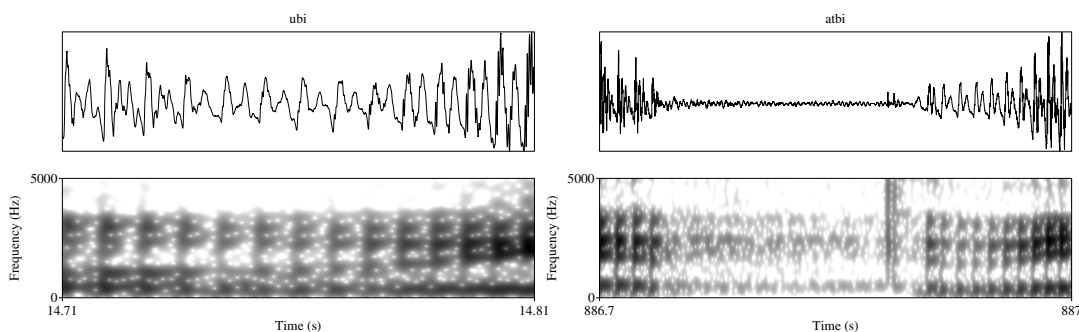 ubi
5000
Frequency (Hz)
0
14.71
14.81
Time (s)
atbi
5000
Frequency (Hz)
0
886.7
887
Time (s)